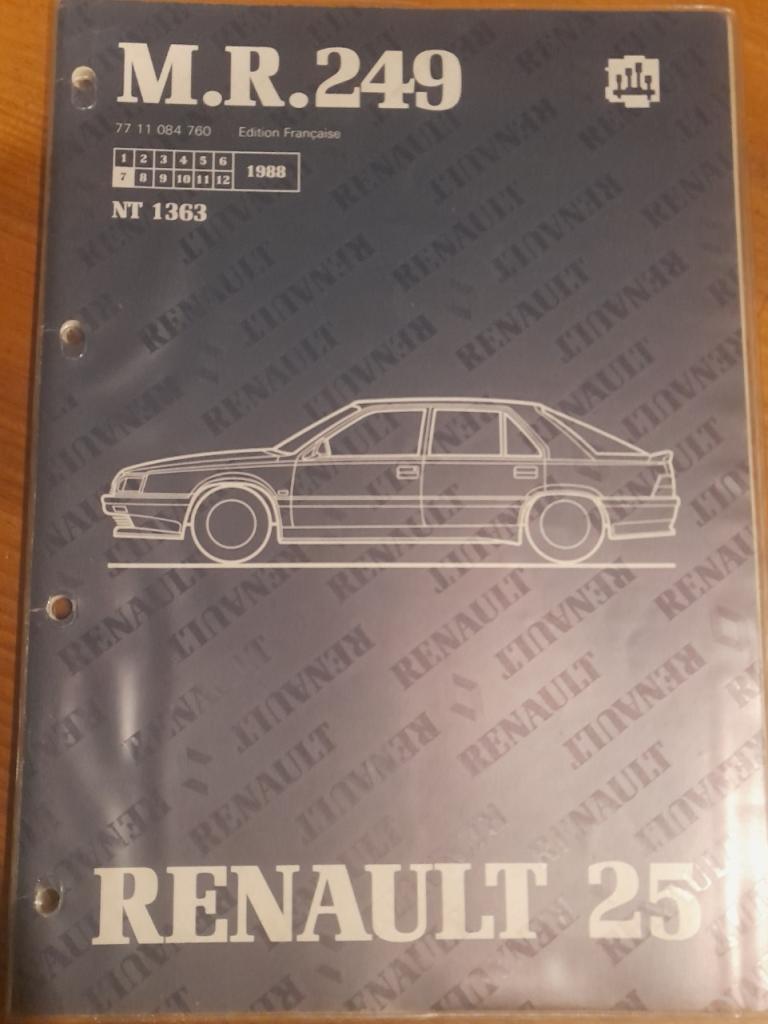 M.R.249
77 11 084 760 Edition Française
1 2 3 4 5 6
7 8 9 10 11 12
1988
NT 1363
RENAULT 25